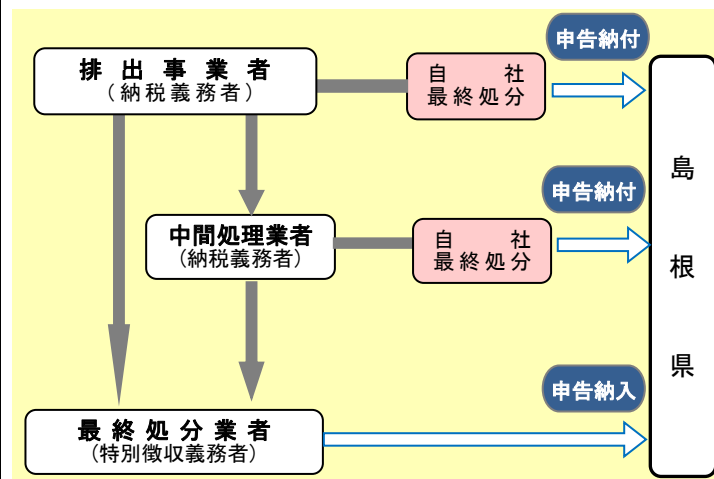 申告納付
排出事業者
(納税義務者)
自社
最終処分
申告納付
中間処理業者
(納税義務者)
自社
最終処分
島根県
申告納入
最終処分業者
(特別徴収義務者)